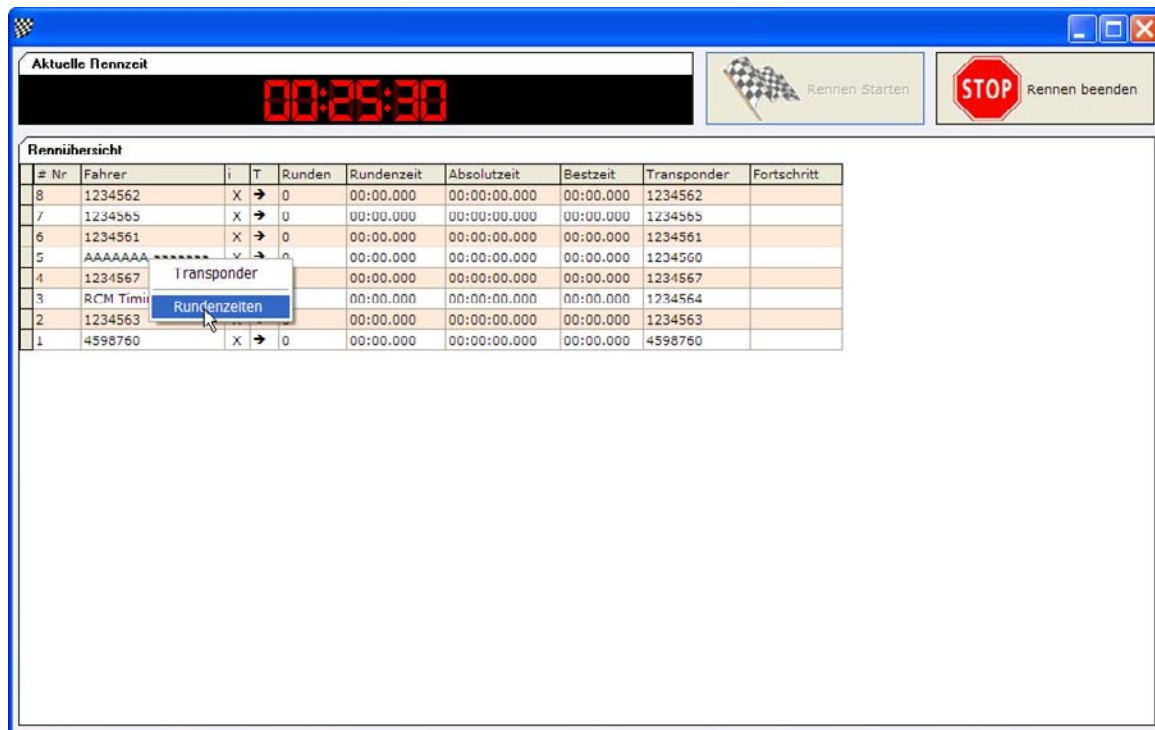 Aktuelle Rennzeit
00:25:30
Rennen Starten
STOP Rennen beenden
Rennübersicht
# Nr Fahrer i T Runden Rundenzeit Absolutzeit Bestzeit Transponder Fortschritt
8 1234562 X → 0 00:00.000 00:00:00.000 00:00.000 1234562
7 1234565 X → 0 00:00.000 00:00:00.000 00:00.000 1234565
6 1234561 X → 0 00:00.000 00:00:00.000 00:00.000 1234561
5 AAAAAAA X → 0 00:00.000 00:00:00.000 00:00.000 1234560
4 1234567 00:00.000 00:00:00.000 00:00.000 1234567
3 RCM Timi 00:00.000 00:00:00.000 00:00.000 1234564
2 1234563 00:00.000 00:00:00.000 00:00.000 1234563
1 4598760 X → 0 00:00.000 00:00:00.000 00:00.000 4598760
Transponder
Rundenzeiten